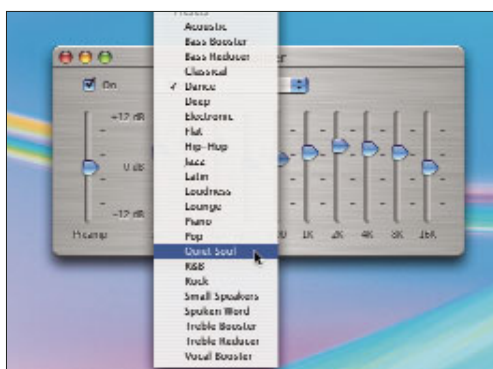 Acoustic
Bass Booster
Bass Reducer
Classical
On
✓ Dance
Deep
+12 dB
Electronic
Flat
Hip-Hop
Jazz
0 dB
Latin
Loudness
Lounge
−12 dB
Piano
Preamp
Pop
1K 2K 4K 8K 16K
Quiet Soul
R&B
Rock
Small Speakers
Spoken Word
Treble Booster
Treble Reducer
Vocal Booster